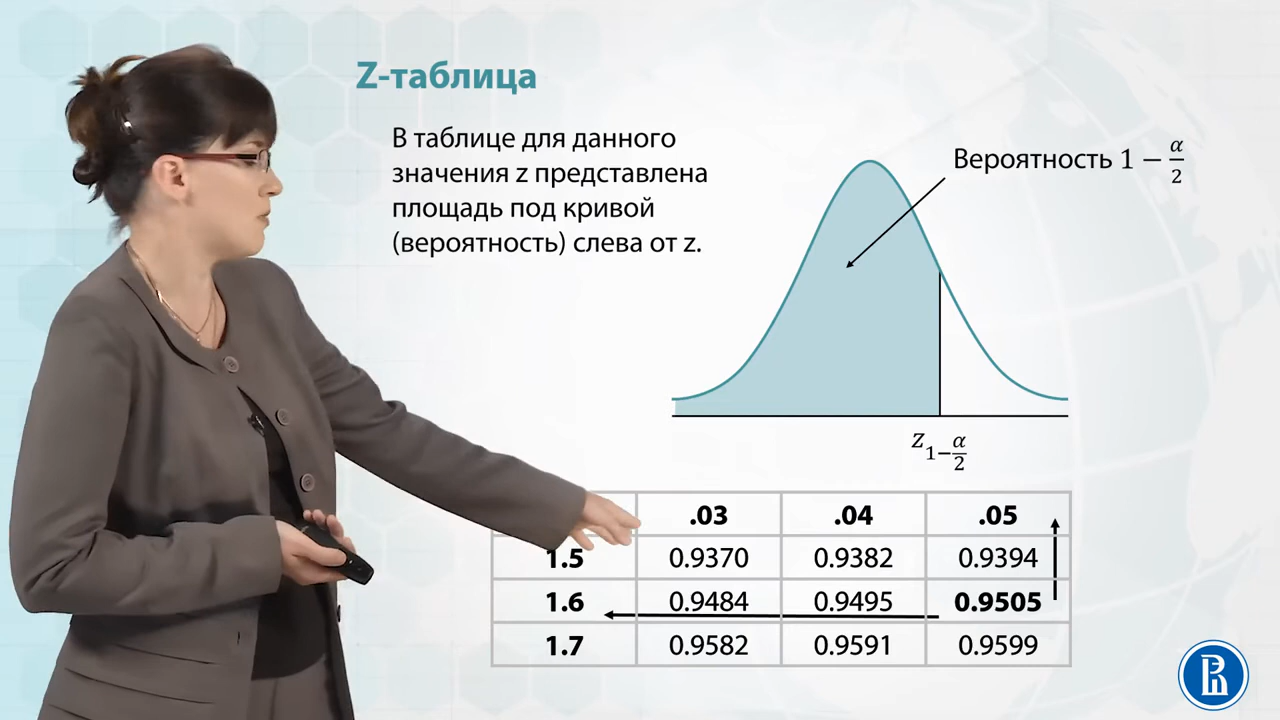 Z-таблица
В таблице для данного
значения z представлена
площадь под кривой
(вероятность) слева от z.
Вероятность 1 − α/2
z_{1−α/2}
.03 .04 .05
1.5 0.9370 0.9382 0.9394
1.6 0.9484 0.9495 0.9505
1.7 0.9582 0.9591 0.9599